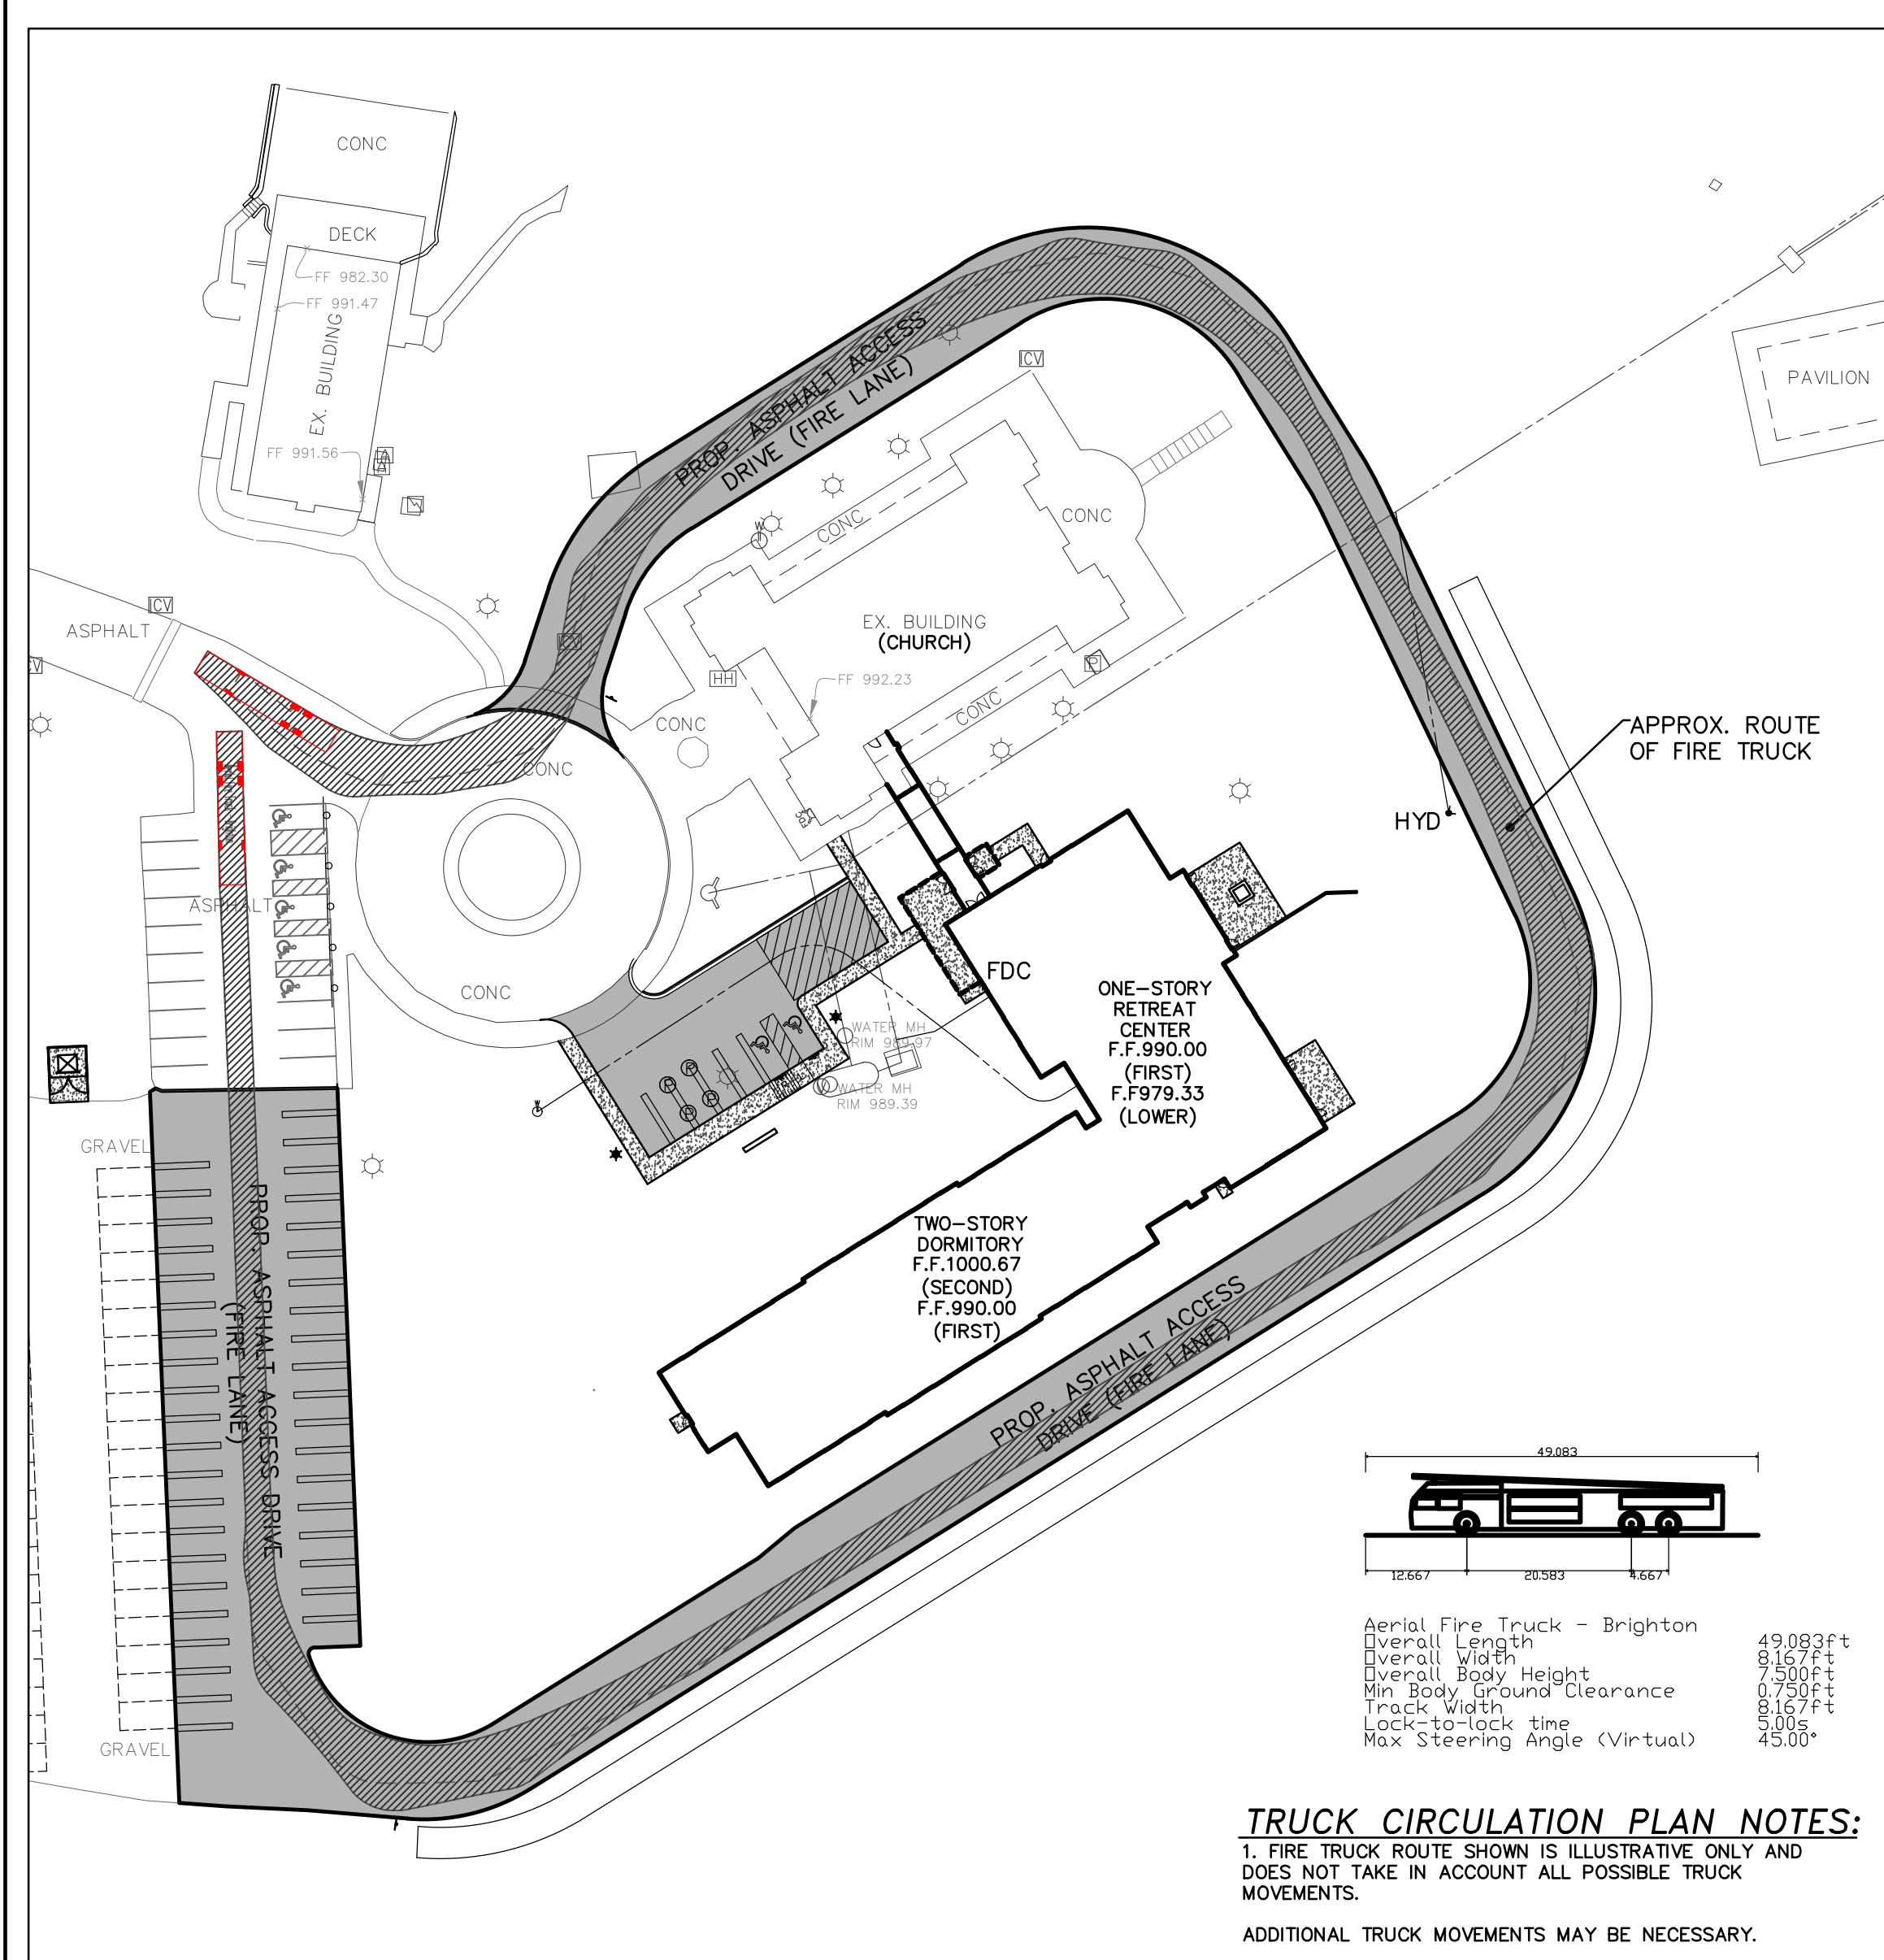 CONC
DECK
FF 982.30
FF 991.47
EX. BUILDING
FF 991.56
ICV
PROP. ASPHALT ACCESS
DRIVE (FIRE LANE)
ICV
PAVILION
CONC
CONC
W
ICV
ASPHALT
CV
ICV
EX. BUILDING
(CHURCH)
P
HH
FF 992.23
CONC
CONC
CONC
APPROX. ROUTE
OF FIRE TRUCK
HYD
ASPHALT
CONC
FDC
ONE-STORY
RETREAT
CENTER
F.F.990.00
(FIRST)
F.F979.33
(LOWER)
WATER MH
RIM 989.97
WATER MH
RIM 989.39
W
GRAVEL
PROP. ASPHALT ACCESS DRIVE
(FIRE LANE)
TWO-STORY
DORMITORY
F.F.1000.67
(SECOND)
F.F.990.00
(FIRST)
PROP. ASPHALT ACCESS
DRIVE (FIRE LANE)
GRAVEL
49.083
12.667 20.583 4.667
Aerial Fire Truck - Brighton
Overall Length 49.083ft
Overall Width 8.167ft
Overall Body Height 7.500ft
Min Body Ground Clearance 0.750ft
Track Width 8.167ft
Lock-to-lock time 5.00s
Max Steering Angle (Virtual) 45.00°
TRUCK CIRCULATION PLAN NOTES:
1. FIRE TRUCK ROUTE SHOWN IS ILLUSTRATIVE ONLY AND
DOES NOT TAKE IN ACCOUNT ALL POSSIBLE TRUCK
MOVEMENTS.
ADDITIONAL TRUCK MOVEMENTS MAY BE NECESSARY.